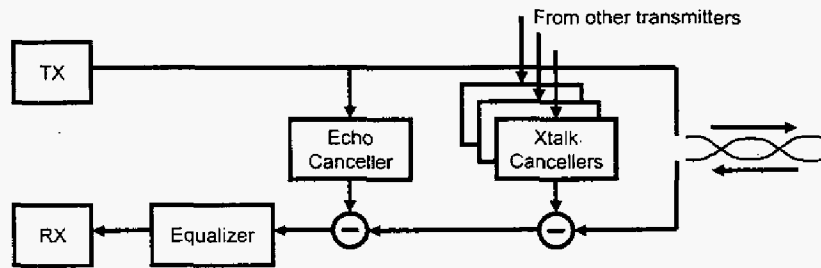 From other transmitters
TX
Echo
Canceller
Xtalk
Cancellers
RX
Equalizer
−
−